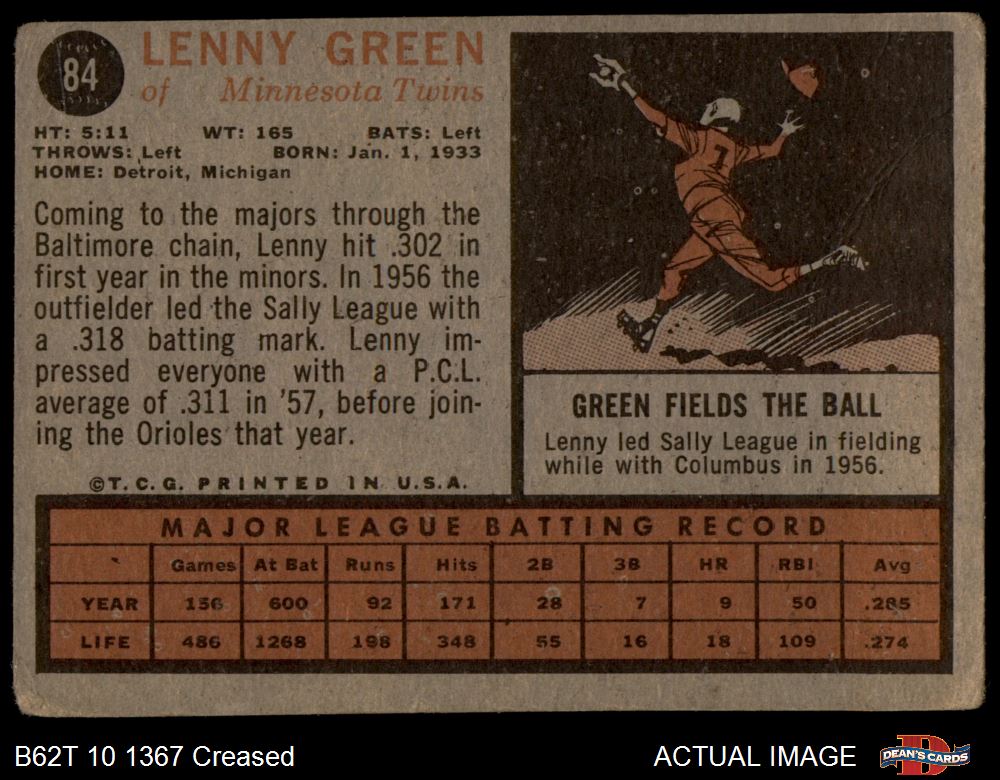 84
LENNY GREEN
of Minnesota Twins
HT: 5:11 WT: 165 BATS: Left
THROWS: Left BORN: Jan. 1, 1933
HOME: Detroit, Michigan
Coming to the majors through the
Baltimore chain, Lenny hit .302 in
first year in the minors. In 1956 the
outfielder led the Sally League with
a .318 batting mark. Lenny im-
pressed everyone with a P.C.L.
average of .311 in '57, before join-
ing the Orioles that year.
©T.C.G. PRINTED IN U.S.A.
7
GREEN FIELDS THE BALL
Lenny led Sally League in fielding
while with Columbus in 1956.
MAJOR LEAGUE BATTING RECORD
Games At Bat Runs Hits 2B 3B HR RBI Avg
YEAR 156 600 92 171 28 7 9 50 .285
LIFE 486 1268 198 348 55 16 18 109 .274
B62T 10 1367 Creased
ACTUAL IMAGE
DEAN'S CARDS